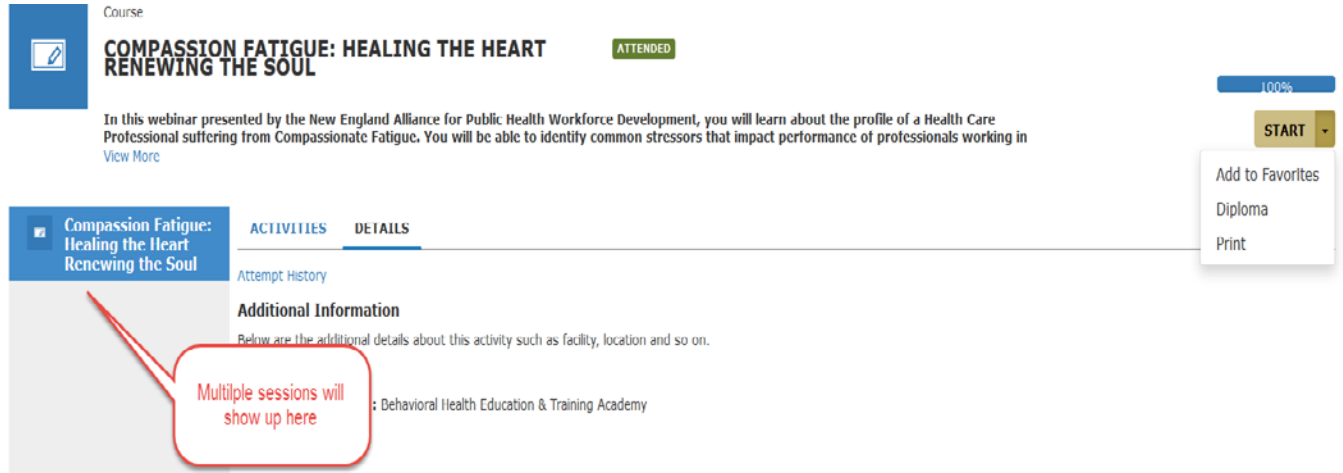 Course
COMPASSION FATIGUE: HEALING THE HEART
RENEWING THE SOUL
ATTENDED
100%
In this webinar presented by the New England Alliance for Public Health Workforce Development, you will learn about the profile of a Health Care
Professional suffering from Compassionate Fatigue. You will be able to identify common stressors that impact performance of professionals working in
View More
START
Add to Favorites
Diploma
Print
Compassion Fatigue:
Healing the Heart
Renewing the Soul
ACTIVITIES DETAILS
Attempt History
Additional Information
Below are the additional details about this activity such as facility, location and so on.
Multilple sessions will
show up here
: Behavioral Health Education & Training Academy